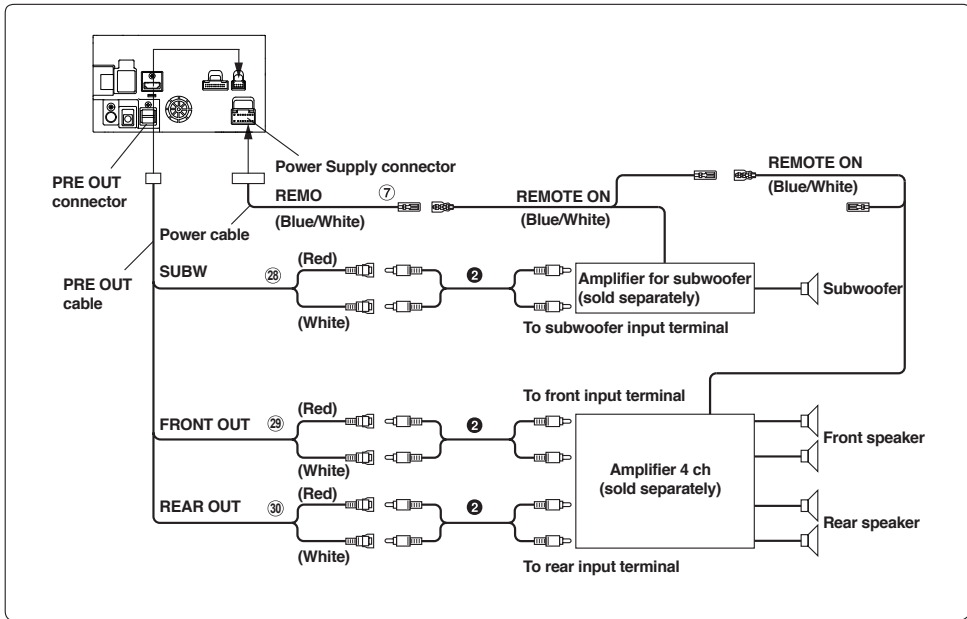 Power Supply connector
PRE OUT
connector
REMOTE ON
(Blue/White)
REMO
⑦
(Blue/White)
REMOTE ON
(Blue/White)
Power cable
PRE OUT
cable
SUBW
㉘
(Red)
(White)
❷
Amplifier for subwoofer
(sold separately)
Subwoofer
To subwoofer input terminal
To front input terminal
FRONT OUT
㉙
(Red)
(White)
❷
Amplifier 4 ch
(sold separately)
Front speaker
REAR OUT
㉚
(Red)
(White)
❷
Rear speaker
To rear input terminal